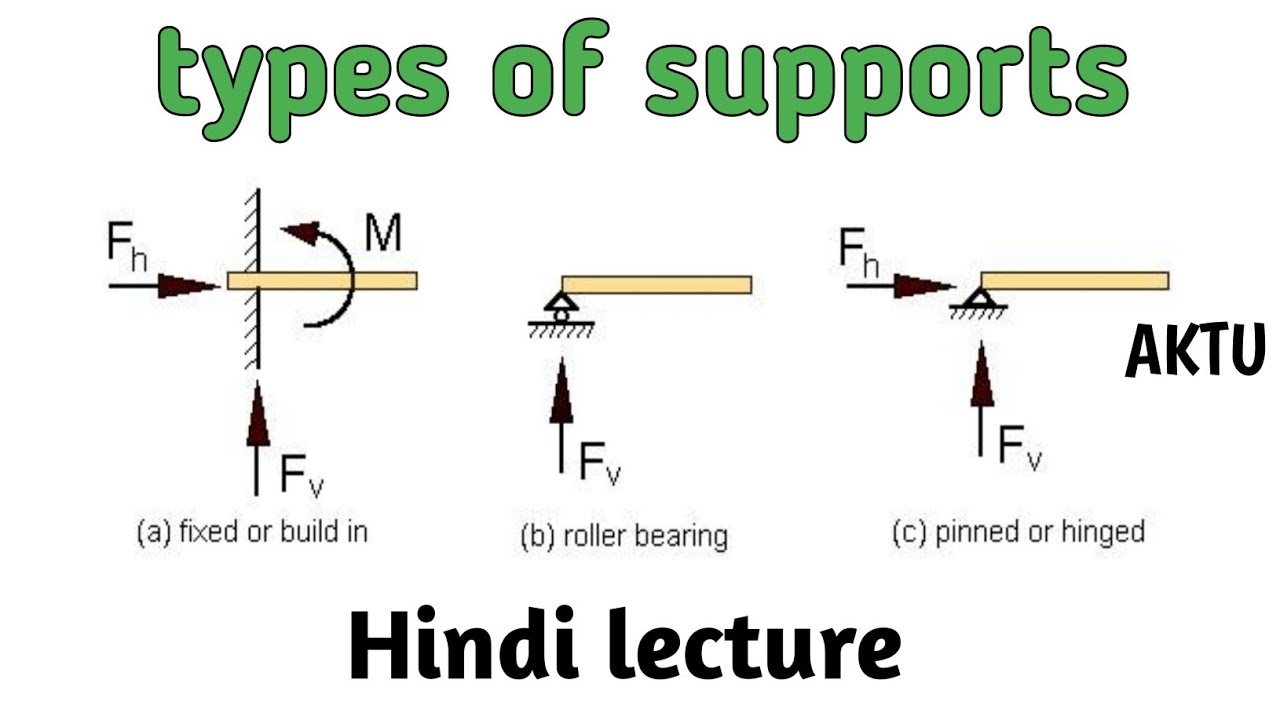 types of supports
F_h
M
F_v
(a) fixed or build in
F_v
(b) roller bearing
F_h
F_v
(c) pinned or hinged
AKTU
Hindi lecture